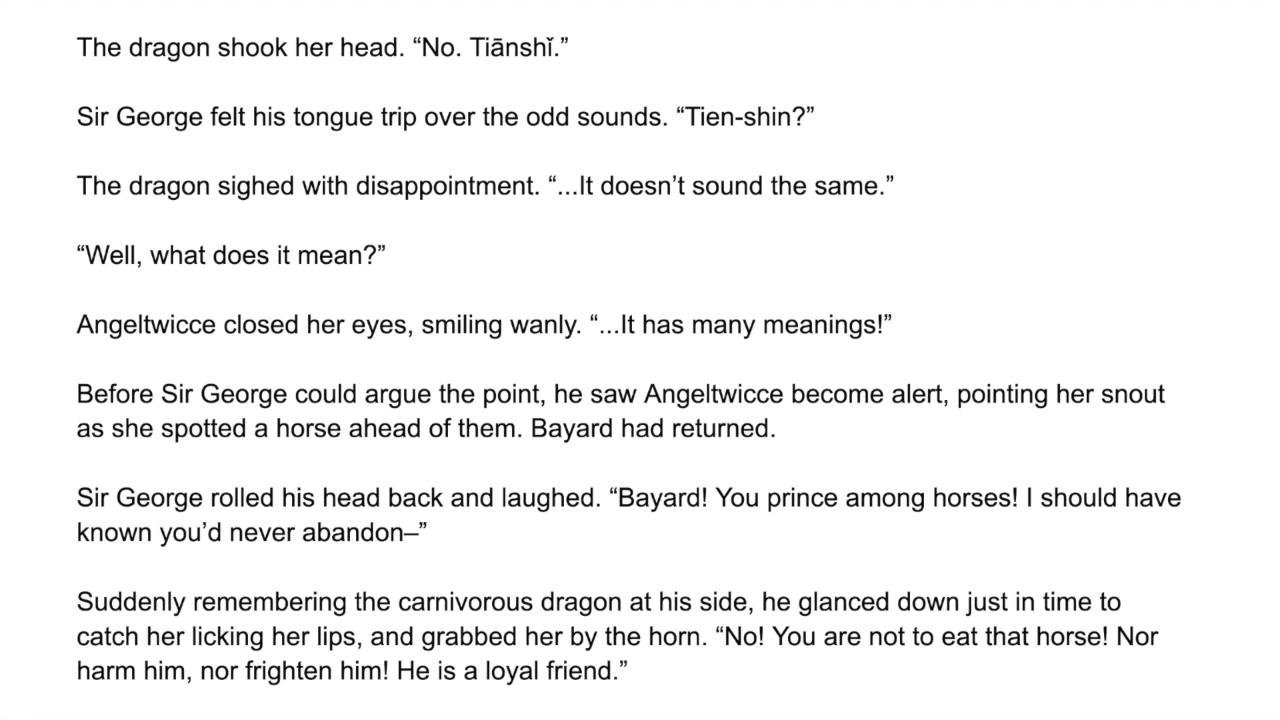 The dragon shook her head. “No. Tiānshǐ.”
Sir George felt his tongue trip over the odd sounds. “Tien-shin?”
The dragon sighed with disappointment. “...It doesn’t sound the same.”
“Well, what does it mean?”
Angeltwicce closed her eyes, smiling wanly. “...It has many meanings!”
Before Sir George could argue the point, he saw Angeltwicce become alert, pointing her snout
as she spotted a horse ahead of them. Bayard had returned.
Sir George rolled his head back and laughed. “Bayard! You prince among horses! I should have
known you’d never abandon–”
Suddenly remembering the carnivorous dragon at his side, he glanced down just in time to
catch her licking her lips, and grabbed her by the horn. “No! You are not to eat that horse! Nor
harm him, nor frighten him! He is a loyal friend.”